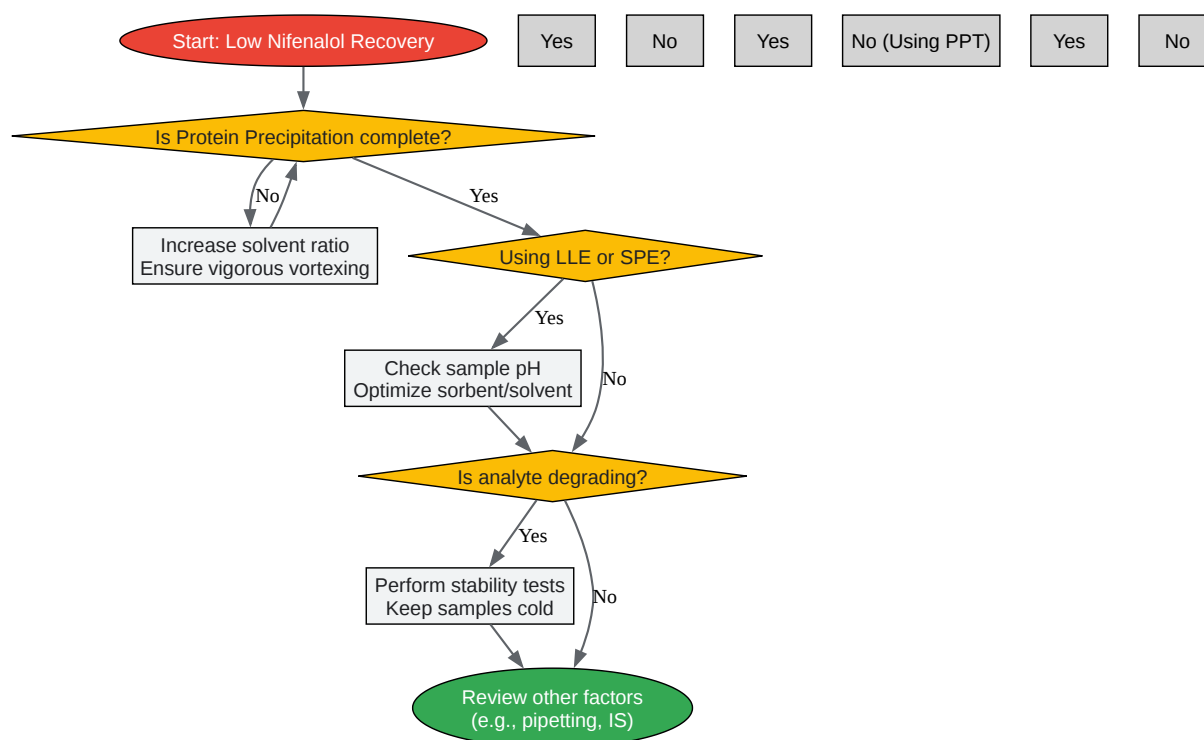 Start: Low Nifenalol Recovery
Yes
No
Yes
No (Using PPT)
Yes
No
Is Protein Precipitation complete?
No
Yes
Increase solvent ratio
Ensure vigorous vortexing
Using LLE or SPE?
Yes
Check sample pH
Optimize sorbent/solvent
No
Is analyte degrading?
Yes
Perform stability tests
Keep samples cold
No
Review other factors
(e.g., pipetting, IS)